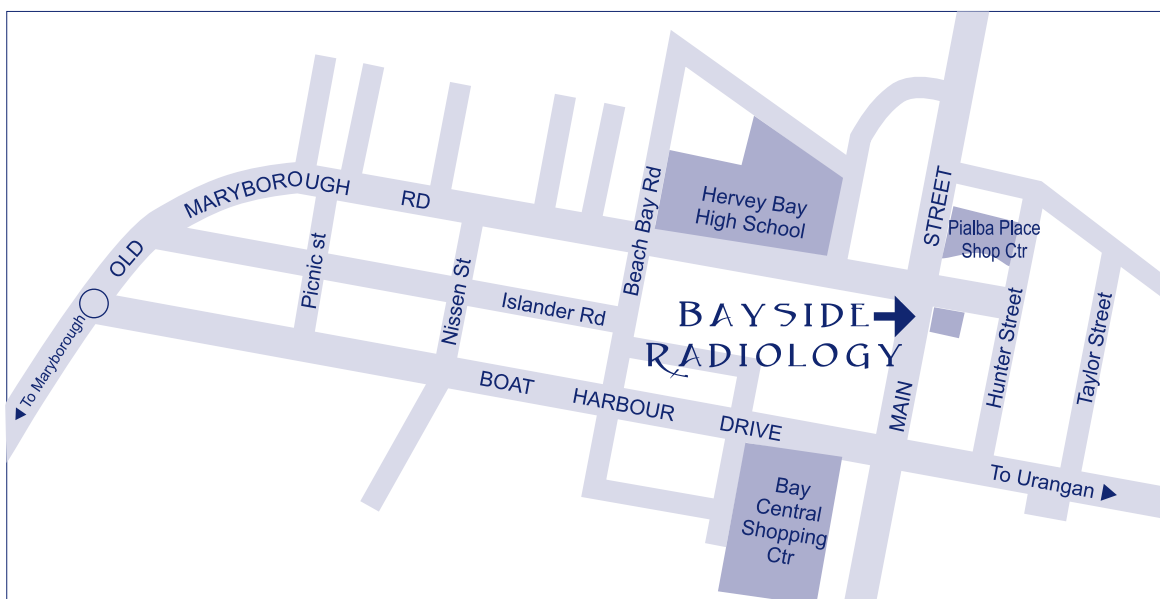 OLD MARYBOROUGH RD
Picnic st
Nissen St
Beach Bay Rd
Hervey Bay
High School
MAIN STREET
Pialba Place
Shop Ctr
Islander Rd
BAYSIDE
RADIOLOGY
Hunter Street
Taylor Street
To Maryborough
BOAT HARBOUR DRIVE
To Urangan
Bay
Central
Shopping
Ctr